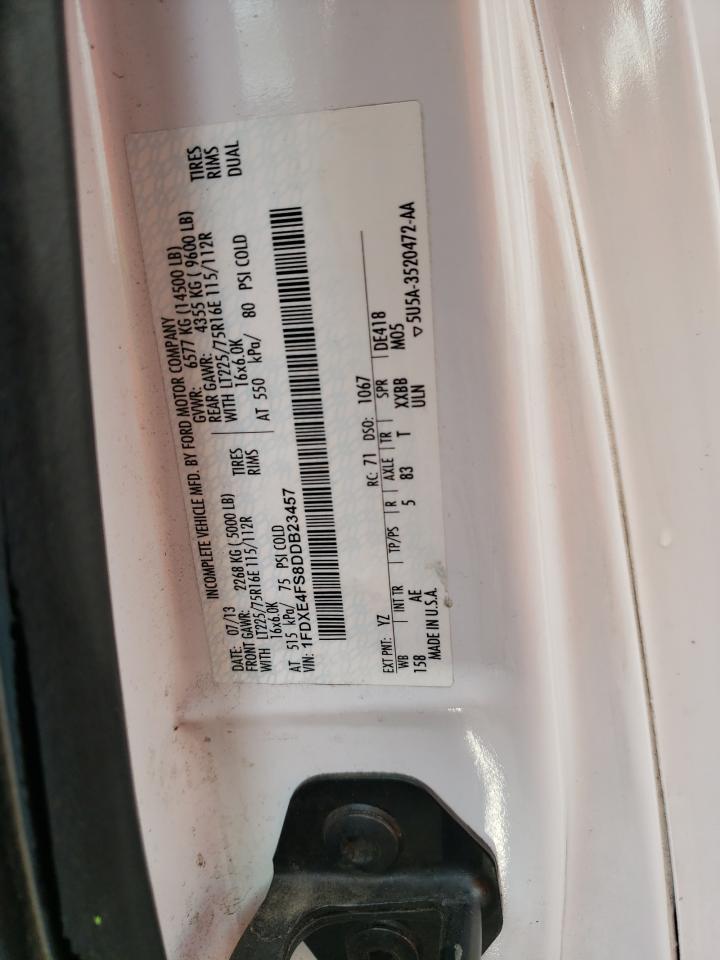 INCOMPLETE VEHICLE MFD. BY FORD MOTOR COMPANY
DATE: 07/13 GVWR: 6577 KG (14500 LB)
FRONT GAWR: 2268 KG ( 5000 LB) REAR GAWR: 4355 KG ( 9600 LB)
WITH LT225/75R16E 115/112R TIRES WITH LT225/75R16E 115/112R TIRES
16x6.0K RIMS 16x6.0K RIMS
AT 515 kPa/ 75 PSI COLD AT 550 kPa/ 80 PSI COLD DUAL
VIN: 1FDXE4FS8DDB23457
EXT PNT: YZ RC: 71 DSO: 1067
WB INT TR TP/PS R AXLE TR SPR DE418
158 AE 5 83 T XXBB M05
MADE IN U.S.A. ULN ▽5U5A-3520472-AA